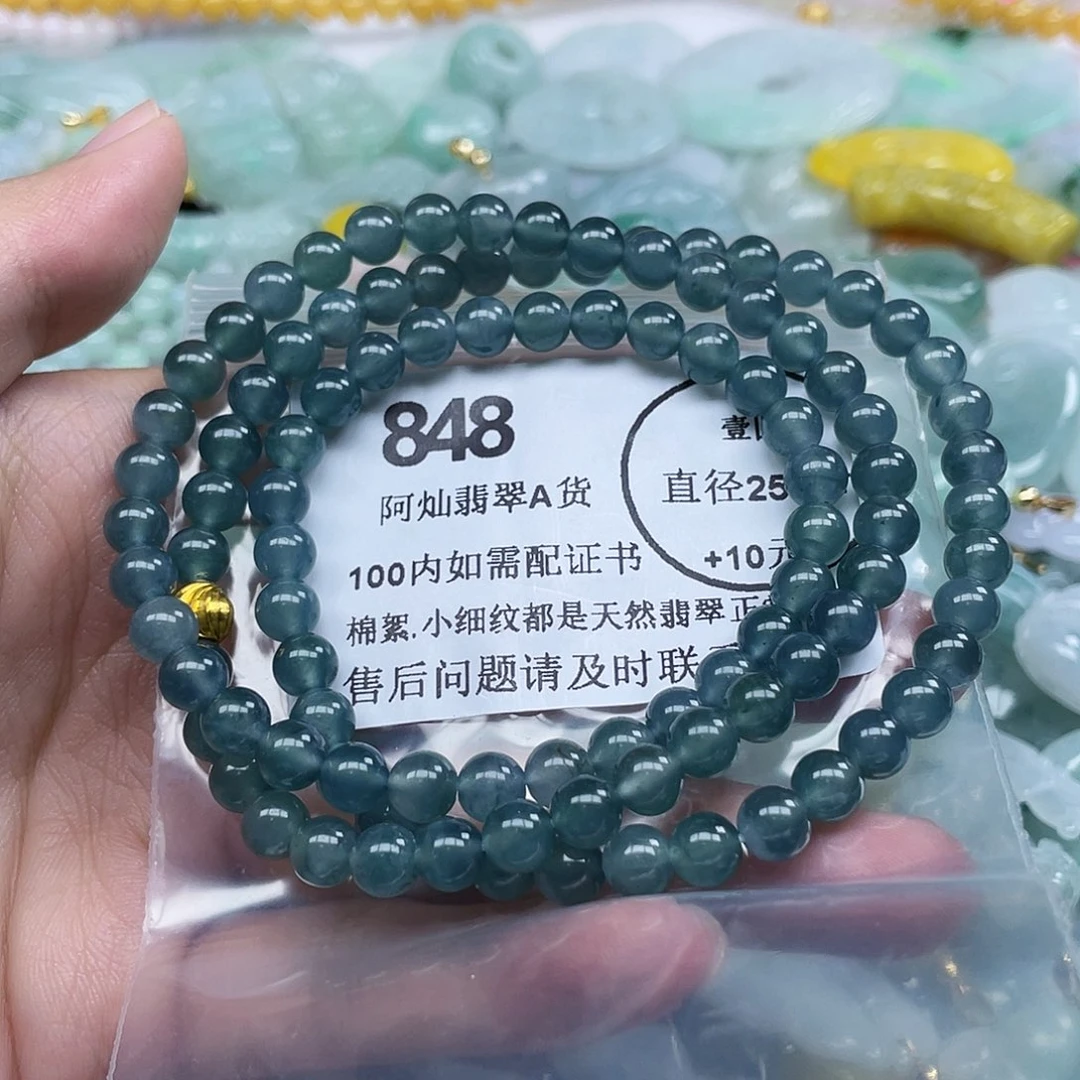 848
阿灿翡翠A货
100内如需配证书 +10元
棉絮.小细纹都是天然翡翠正
售后问题请及时联
壹
直径25